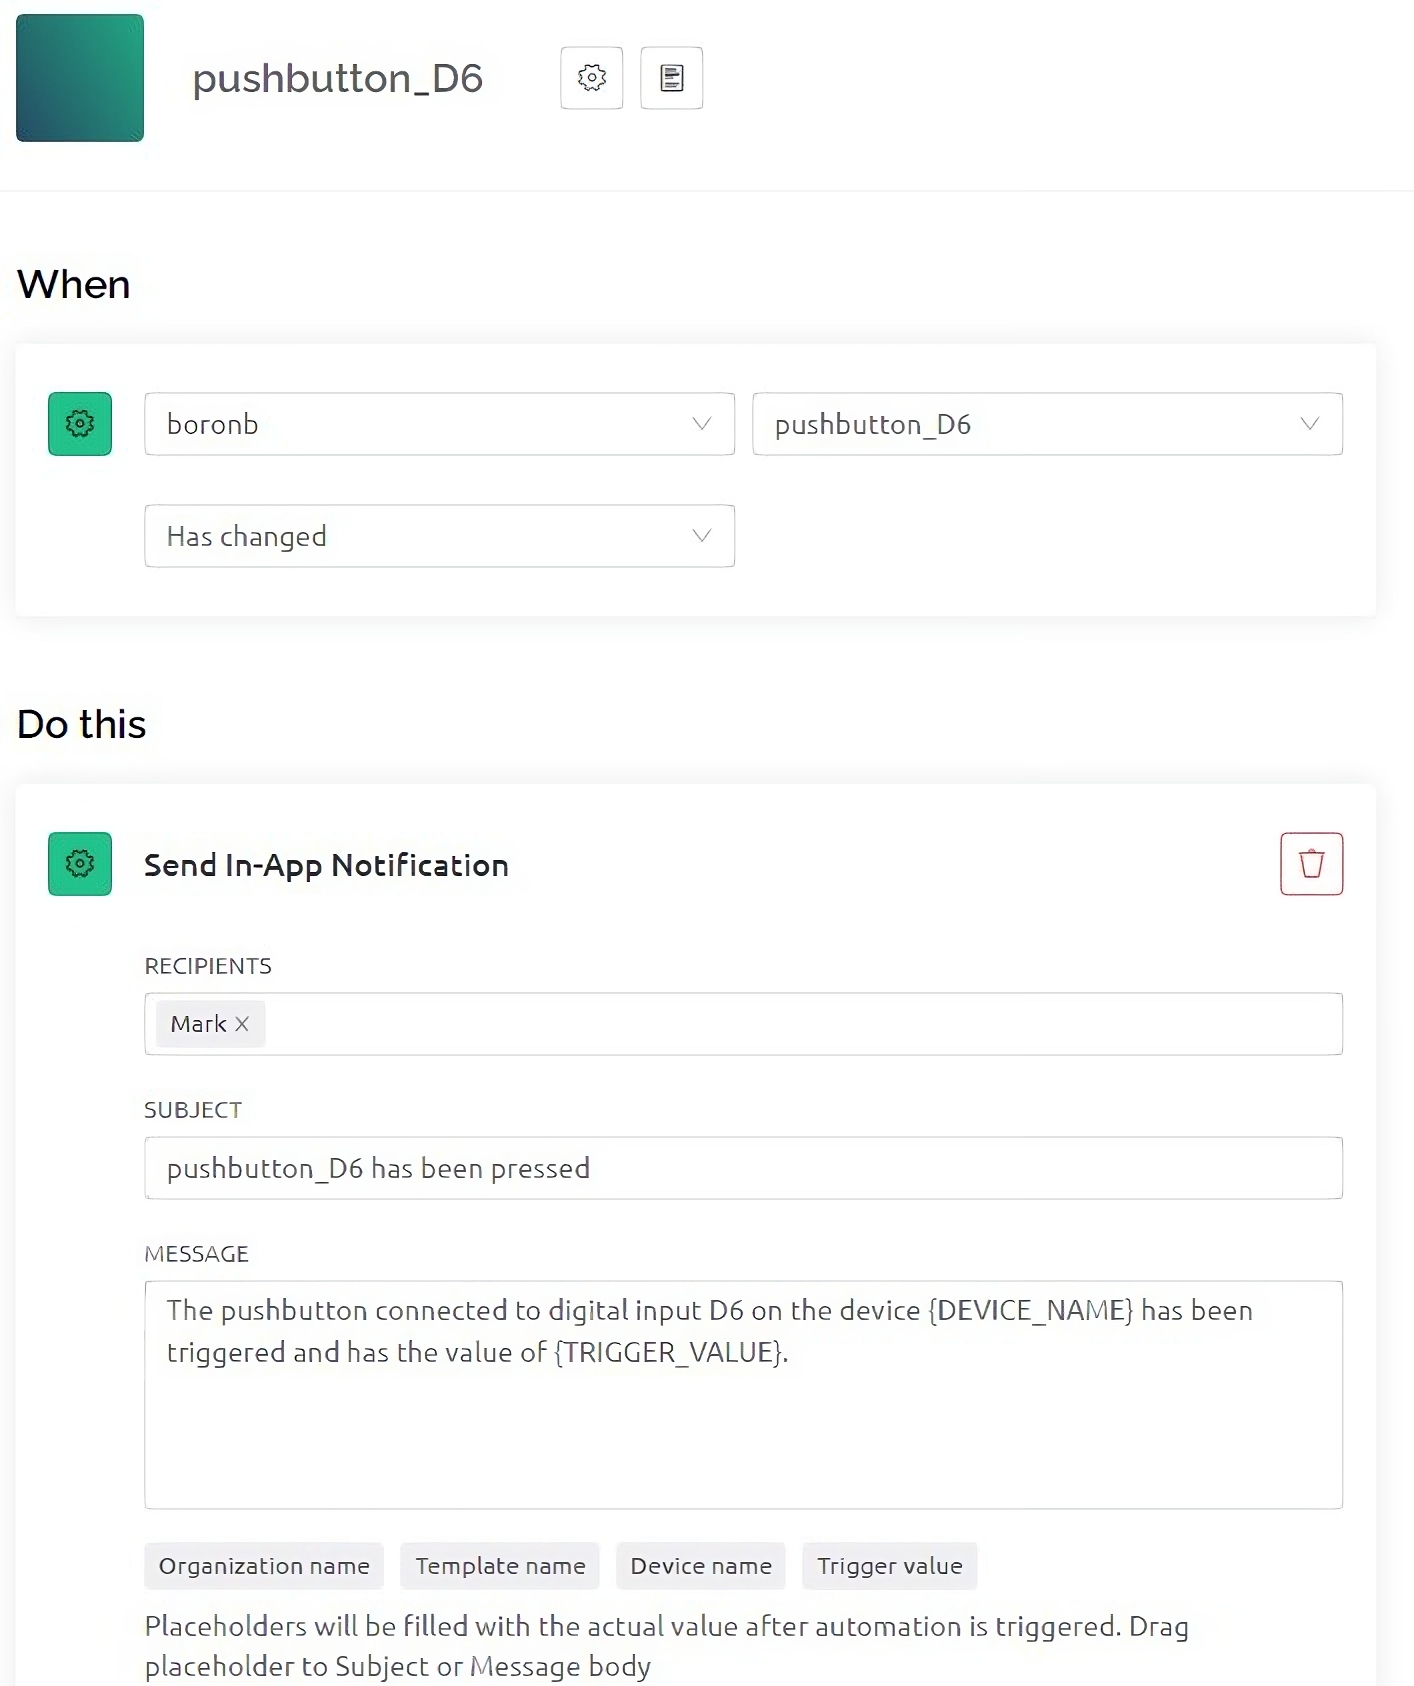 pushbutton_D6
When
boronb
pushbutton_D6
Has changed
Do this
Send In-App Notification
RECIPIENTS
Mark
SUBJECT
pushbutton_D6 has been pressed
MESSAGE
The pushbutton connected to digital input D6 on the device {DEVICE_NAME} has been
triggered and has the value of {TRIGGER_VALUE}.
Organization name Template name Device name Trigger value
Placeholders will be filled with the actual value after automation is triggered. Drag
placeholder to Subject or Message body